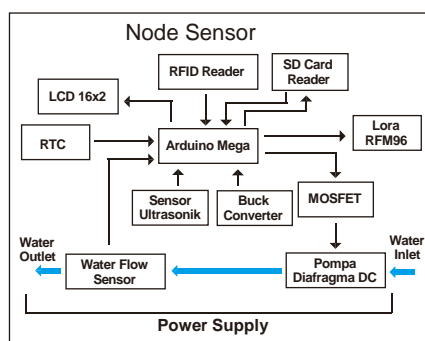 Node Sensor
RFID Reader
SD Card
Reader
LCD 16x2
RTC
Arduino Mega
Lora
RFM96
Sensor
Ultrasonik
Buck
Converter
MOSFET
Water
Outlet
Water Flow
Sensor
Pompa
Diafragma DC
Water
Inlet
Power Supply